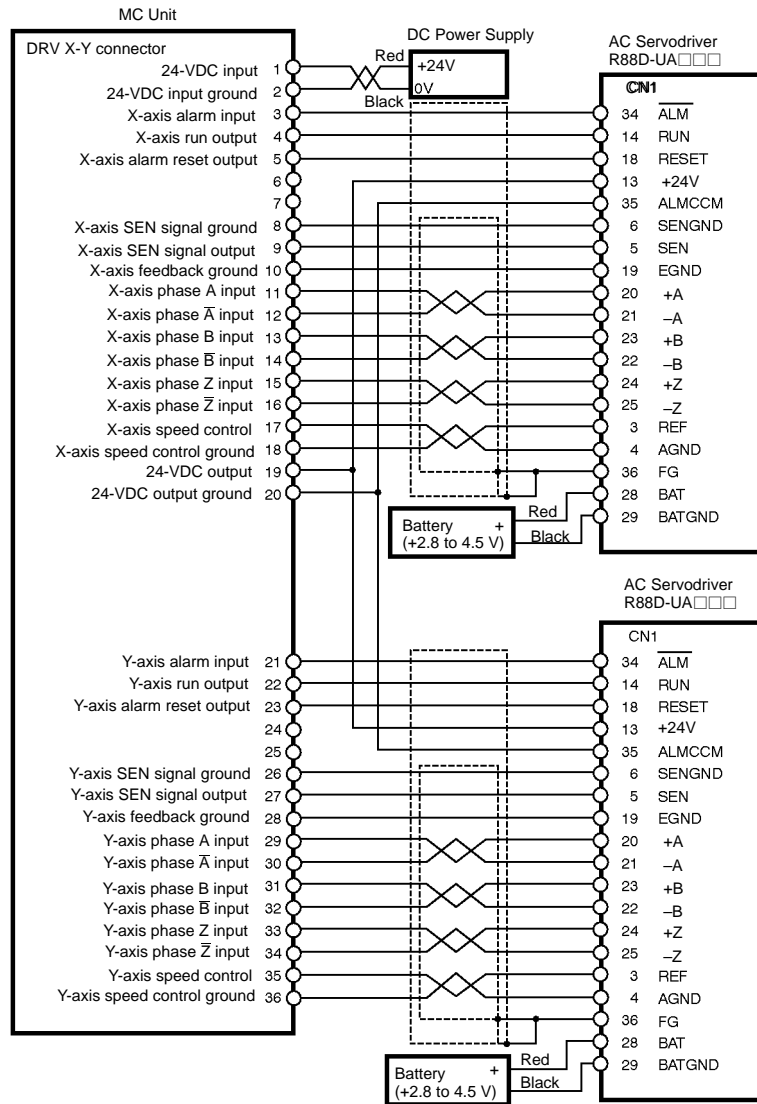 MC Unit
DRV X-Y connector
DC Power Supply
AC Servodriver
R88D-UA□□□
24-VDC input 1 Red +24V CN1
24-VDC input ground 2 Black 0V
X-axis alarm input 3 34 A̅L̅M̅
X-axis run output 4 14 RUN
X-axis alarm reset output 5 18 RESET
6 13 +24V
7 35 ALMCCM
X-axis SEN signal ground 8 6 SENGND
X-axis SEN signal output 9 5 SEN
X-axis feedback ground 10 19 EGND
X-axis phase A input 11 20 +A
X-axis phase A̅ input 12 21 –A
X-axis phase B input 13 23 +B
X-axis phase B̅ input 14 22 –B
X-axis phase Z input 15 24 +Z
X-axis phase Z̅ input 16 25 –Z
X-axis speed control 17 3 REF
X-axis speed control ground 18 4 AGND
24-VDC output 19 36 FG
24-VDC output ground 20 28 BAT
Battery + Red 29 BATGND
(+2.8 to 4.5 V) Black
AC Servodriver
R88D-UA□□□
CN1
Y-axis alarm input 21 34 A̅L̅M̅
Y-axis run output 22 14 RUN
Y-axis alarm reset output 23 18 RESET
24 13 +24V
25 35 ALMCCM
Y-axis SEN signal ground 26 6 SENGND
Y-axis SEN signal output 27 5 SEN
Y-axis feedback ground 28 19 EGND
Y-axis phase A input 29 20 +A
Y-axis phase A̅ input 30 21 –A
Y-axis phase B input 31 23 +B
Y-axis phase B̅ input 32 22 –B
Y-axis phase Z input 33 24 +Z
Y-axis phase Z̅ input 34 25 –Z
Y-axis speed control 35 3 REF
Y-axis speed control ground 36 4 AGND
36 FG
28 BAT
Battery + Red 29 BATGND
(+2.8 to 4.5 V) Black